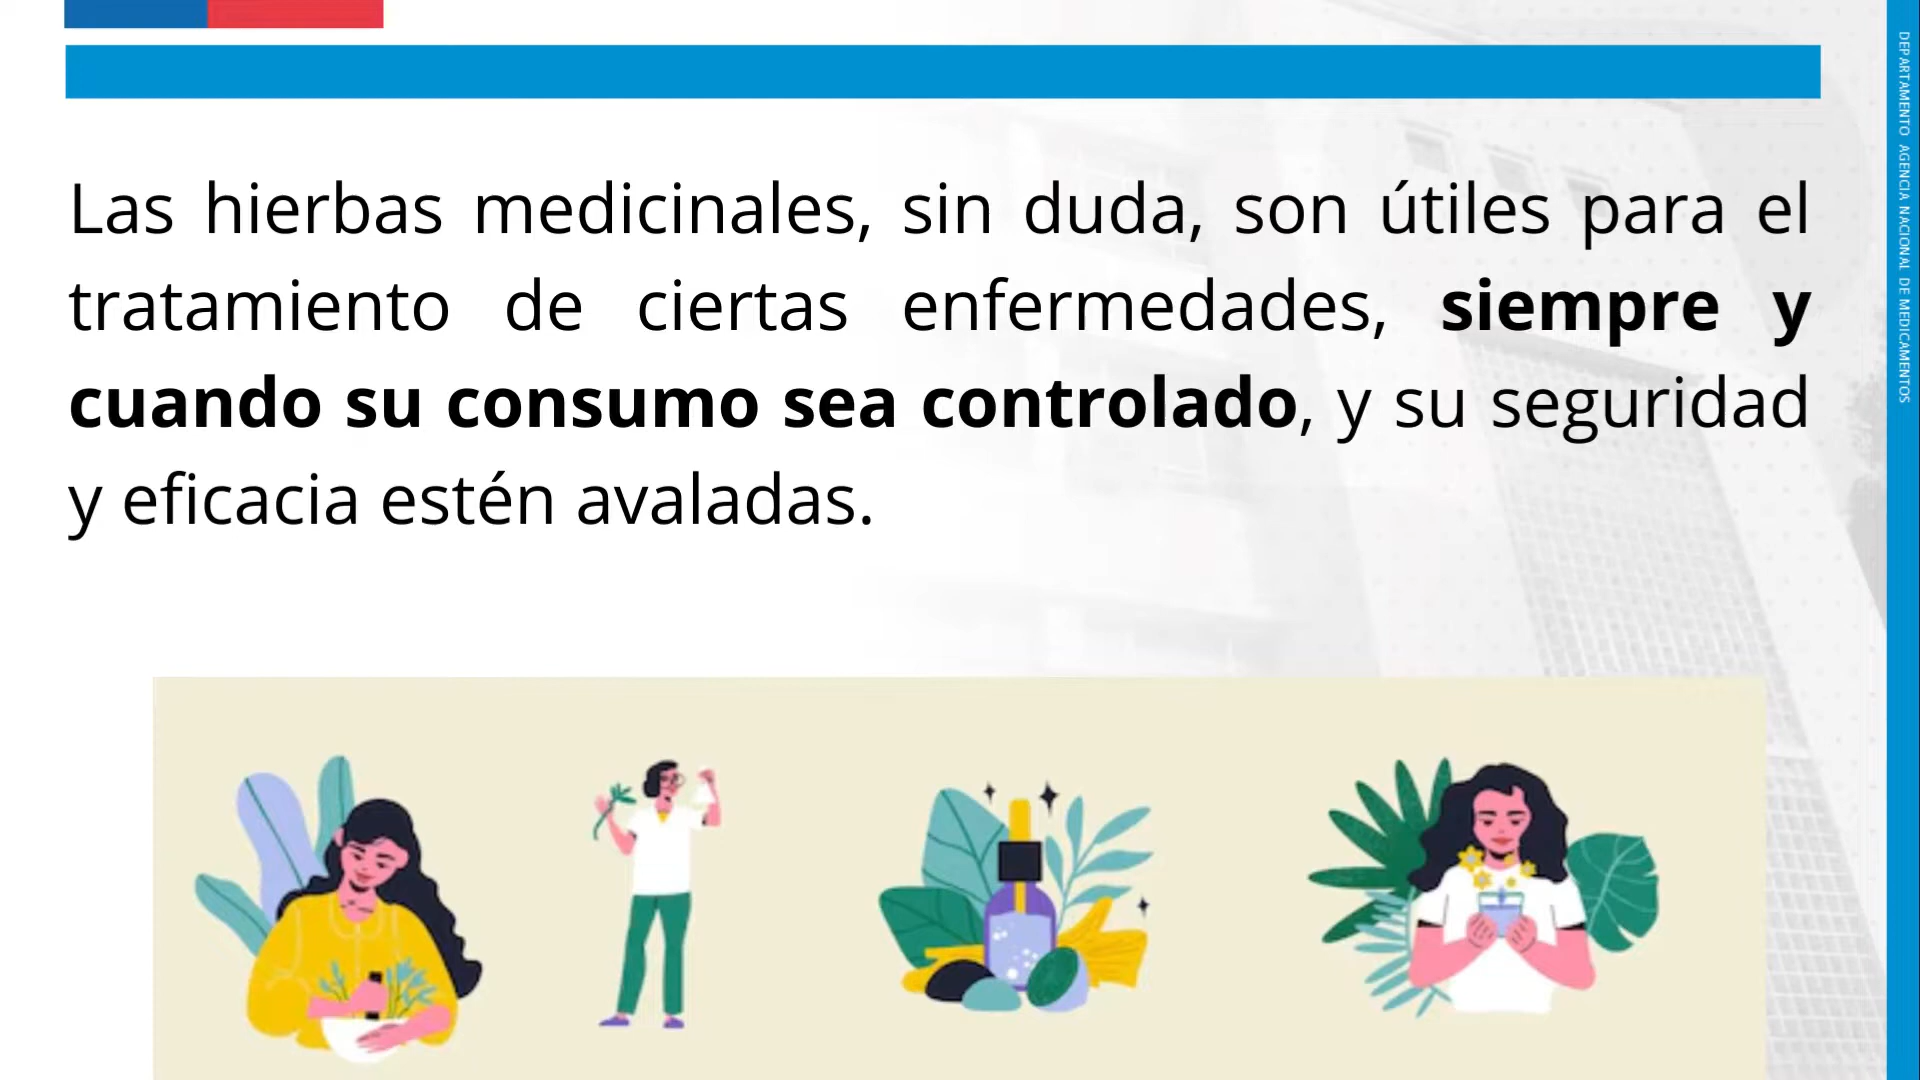 Las hierbas medicinales, sin duda, son útiles para el
tratamiento de ciertas enfermedades, siempre y
cuando su consumo sea controlado, y su seguridad
y eficacia estén avaladas.
DEPARTAMENTO AGENCIA NACIONAL DE MEDICAMENTOS